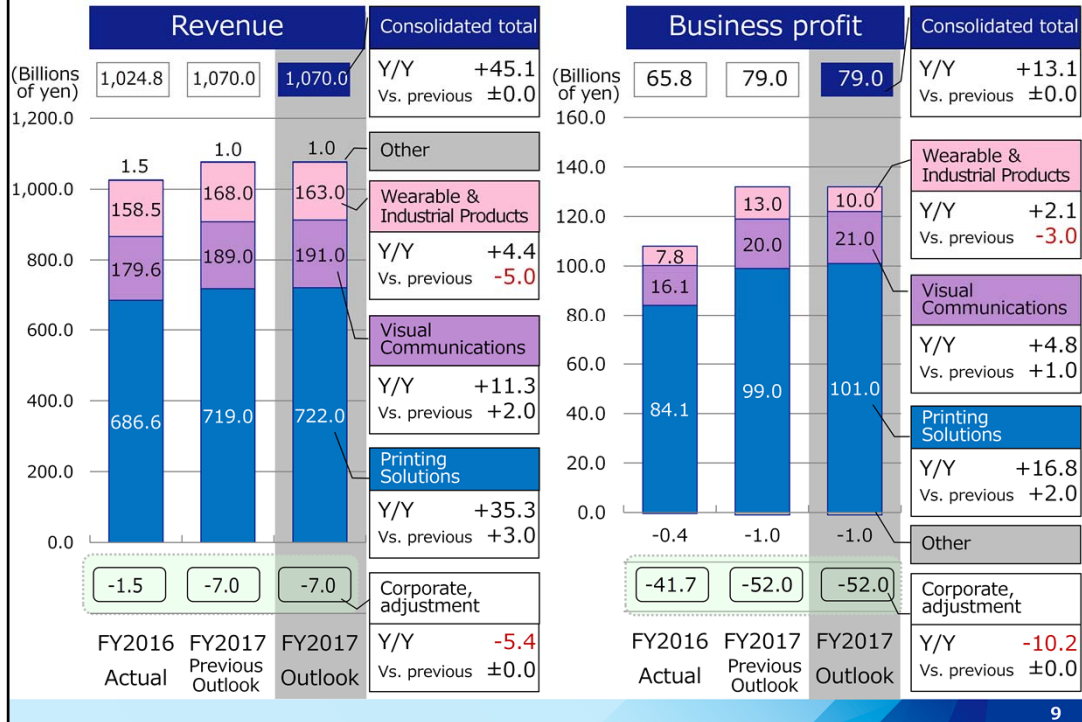 Revenue
Consolidated total
(Billions
of yen)
1,024.8
1,070.0
1,070.0
Y/Y +45.1
Vs. previous ±0.0
1,200.0
1,000.0
800.0
600.0
400.0
200.0
0.0
1.5
1.0
1.0
Other
158.5
168.0
163.0
Wearable &
Industrial Products
Y/Y +4.4
Vs. previous -5.0
179.6
189.0
191.0
Visual
Communications
Y/Y +11.3
Vs. previous +2.0
686.6
719.0
722.0
Printing
Solutions
Y/Y +35.3
Vs. previous +3.0
-1.5
-7.0
-7.0
Corporate,
adjustment
Y/Y -5.4
Vs. previous ±0.0
FY2016
Actual
FY2017
Previous
Outlook
FY2017
Outlook
Business profit
Consolidated total
(Billions
of yen)
65.8
79.0
79.0
Y/Y +13.1
Vs. previous ±0.0
160.0
140.0
120.0
100.0
80.0
60.0
40.0
20.0
0.0
7.8
13.0
10.0
Wearable &
Industrial Products
Y/Y +2.1
Vs. previous -3.0
16.1
20.0
21.0
Visual
Communications
Y/Y +4.8
Vs. previous +1.0
84.1
99.0
101.0
Printing
Solutions
Y/Y +16.8
Vs. previous +2.0
-0.4
-1.0
-1.0
Other
-41.7
-52.0
-52.0
Corporate,
adjustment
Y/Y -10.2
Vs. previous ±0.0
FY2016
Actual
FY2017
Previous
Outlook
FY2017
Outlook
9